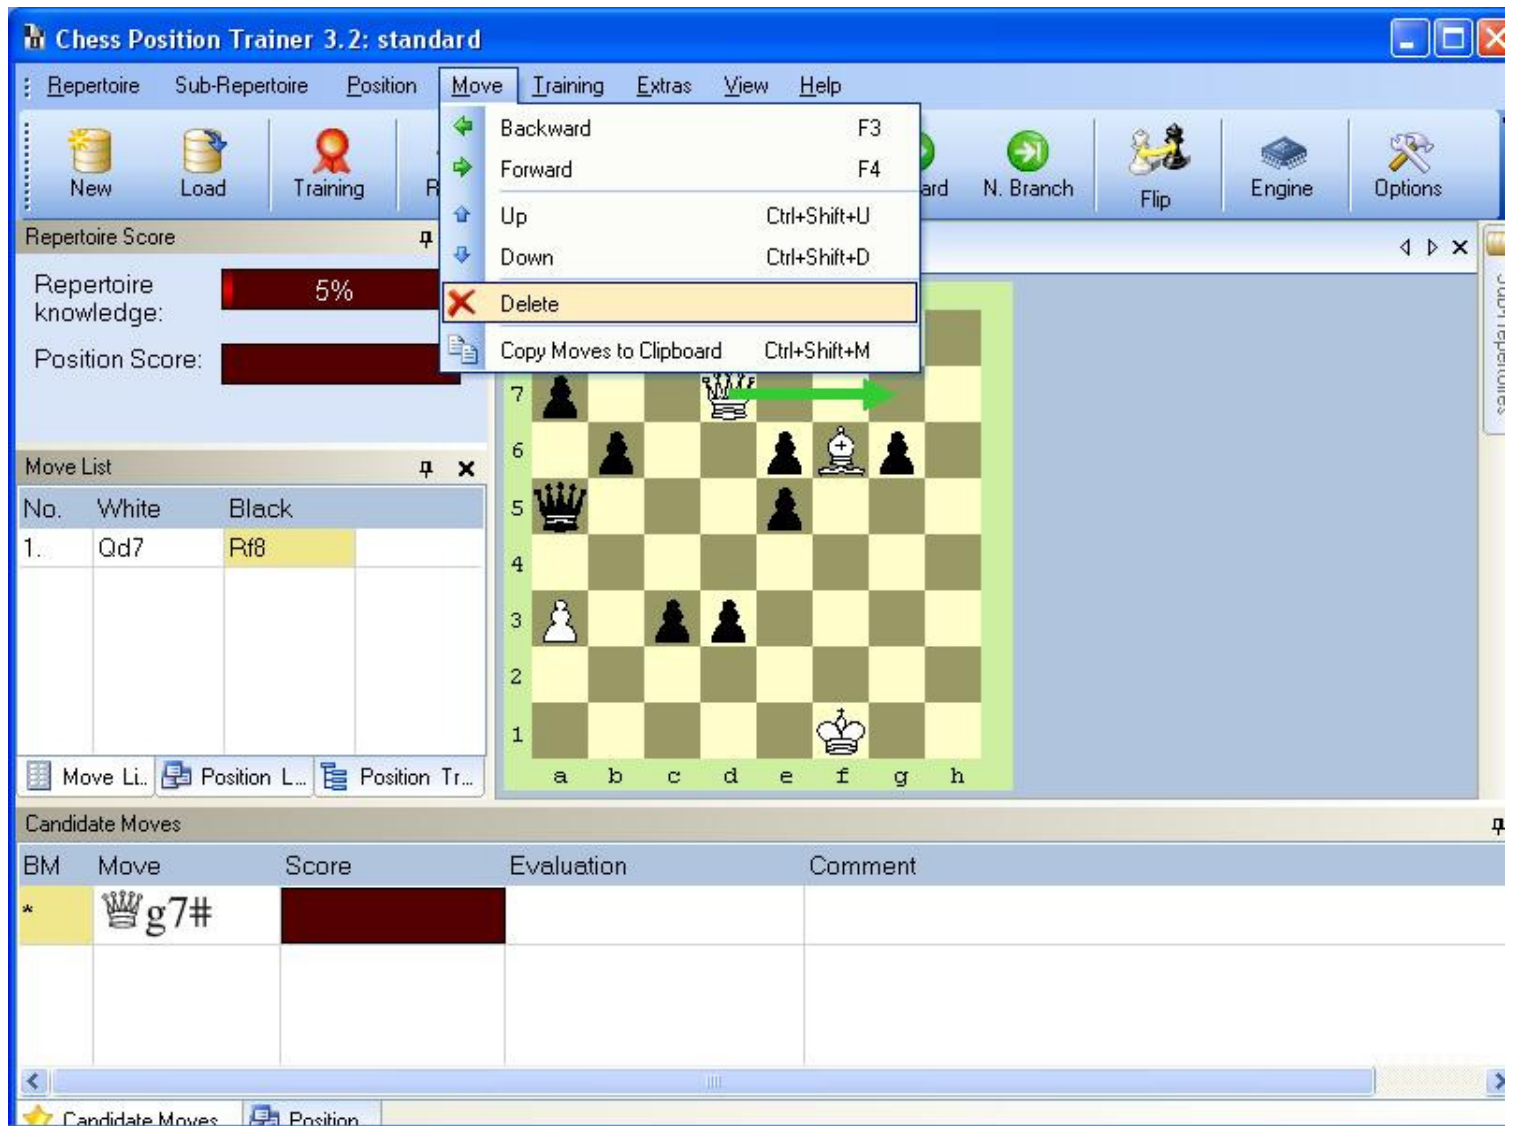 Chess Position Trainer 3.2: standard
Repertoire Sub-Repertoire Position Move Training Extras View Help
Backward F3
Forward F4
Up Ctrl+Shift+U
Down Ctrl+Shift+D
Delete
Copy Moves to Clipboard Ctrl+Shift+M
New Load Training R ard N. Branch Flip Engine Options
Repertoire Score
Repertoire knowledge: 5%
Position Score:
Move List
No. White Black
1. Qd7 Rf8
Move Li... Position L... Position Tr...
7
6
5
4
3
2
1
a b c d e f g h
Candidate Moves
BM Move Score Evaluation Comment
* ♕g7#
Candidate Moves Position